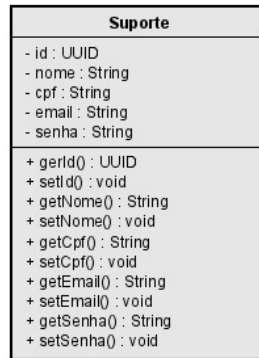 Suporte
- id : UUID
- nome : String
- cpf : String
- email : String
- senha : String
+ gerId() : UUID
+ setId() : void
+ getNome() : String
+ setNome() : void
+ getCpf() : String
+ setCpf() : void
+ getEmail() : String
+ setEmail() : void
+ getSenha() : String
+ setSenha() : void